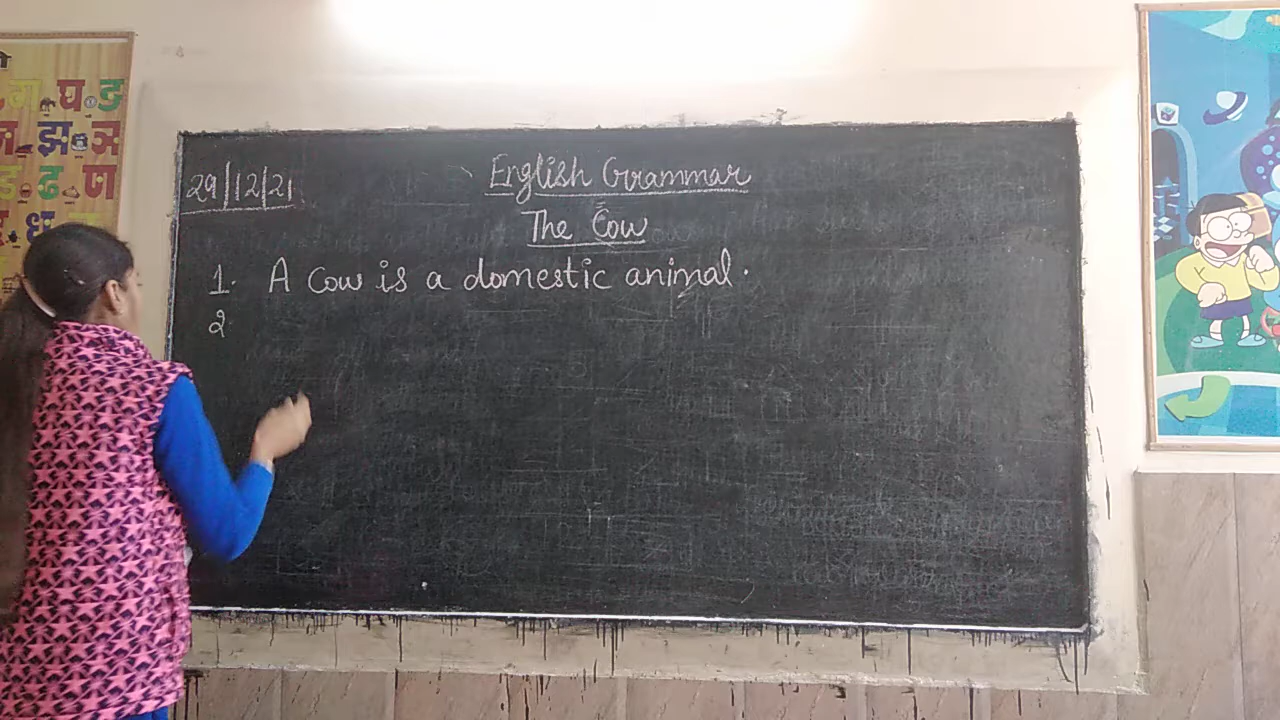 29/12/21
English Grammar
The Cow
1. A Cow is a domestic animal.
2.
ग घ ङ
झ ञ
ढ ण
ध